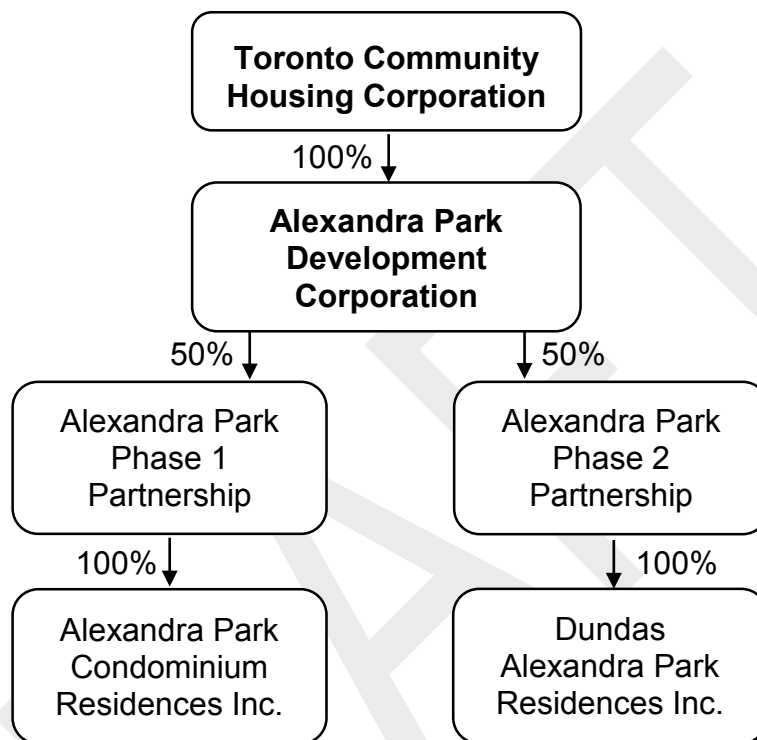 Toronto Community
Housing Corporation
100%
Alexandra Park
Development
Corporation
50%
50%
Alexandra Park
Phase 1
Partnership
Alexandra Park
Phase 2
Partnership
100%
100%
Alexandra Park
Condominium
Residences Inc.
Dundas
Alexandra Park
Residences Inc.